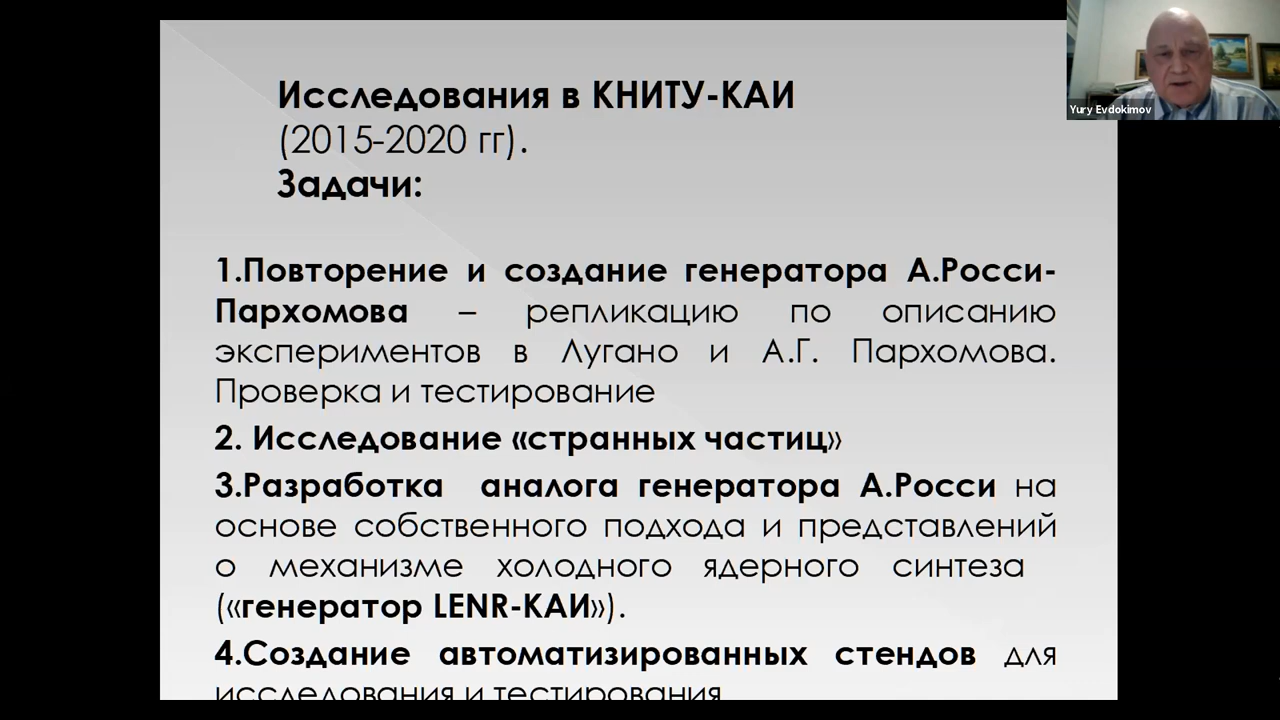 Исследования в КНИТУ-КАИ
(2015-2020 гг).
Задачи:
1.Повторение и создание генератора А.Росси-
Пархомова – репликацию по описанию
экспериментов в Лугано и А.Г. Пархомова.
Проверка и тестирование
2. Исследование «странных частиц»
3.Разработка аналога генератора А.Росси на
основе собственного подхода и представлений
о механизме холодного ядерного синтеза
(«генератор LENR-КАИ»).
4.Создание автоматизированных стендов для
исследования и тестирования
Yury Evdokimov